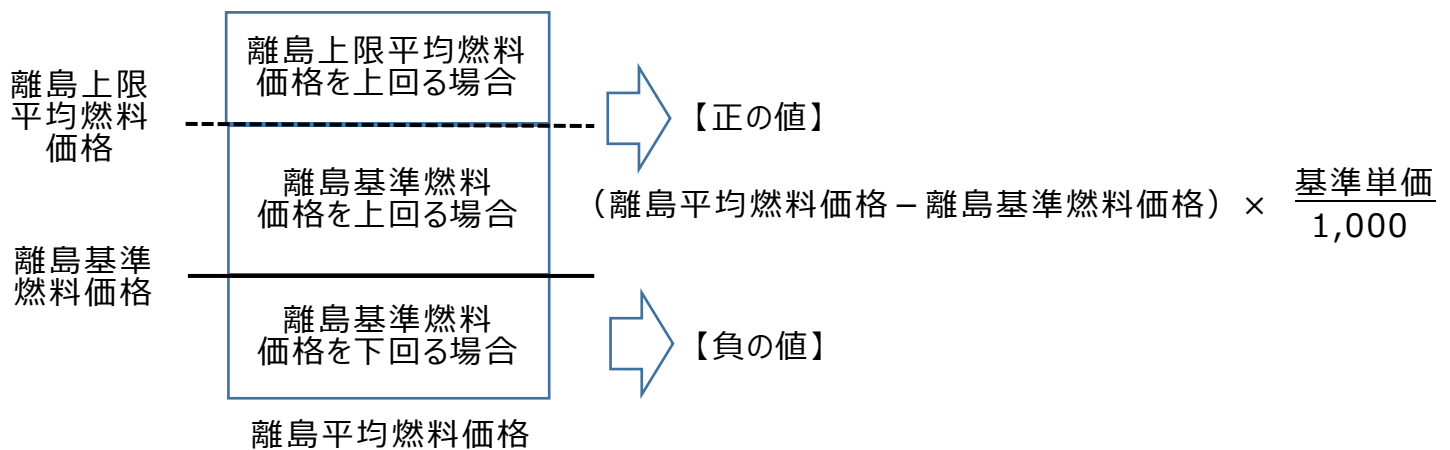 離島上限平均燃料
価格を上回る場合
離島上限
平均燃料
価格
【正の値】
離島基準燃料
価格を上回る場合
（離島平均燃料価格－離島基準燃料価格）× 基準単価
1,000
離島基準
燃料価格
離島基準燃料
価格を下回る場合
【負の値】
離島平均燃料価格